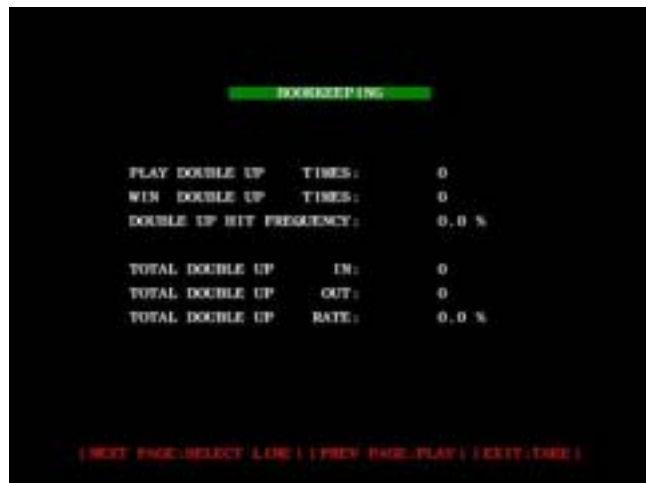 BOOKKEEPING
PLAY DOUBLE UP TIMES: 0
WIN DOUBLE UP TIMES: 0
DOUBLE UP HIT FREQUENCY: 0.0 %
TOTAL DOUBLE UP IN: 0
TOTAL DOUBLE UP OUT: 0
TOTAL DOUBLE UP RATE: 0.0 %
[NEXT PAGE:SELECT LINE] [PREV PAGE:PLAY] [EXIT:TAKE]